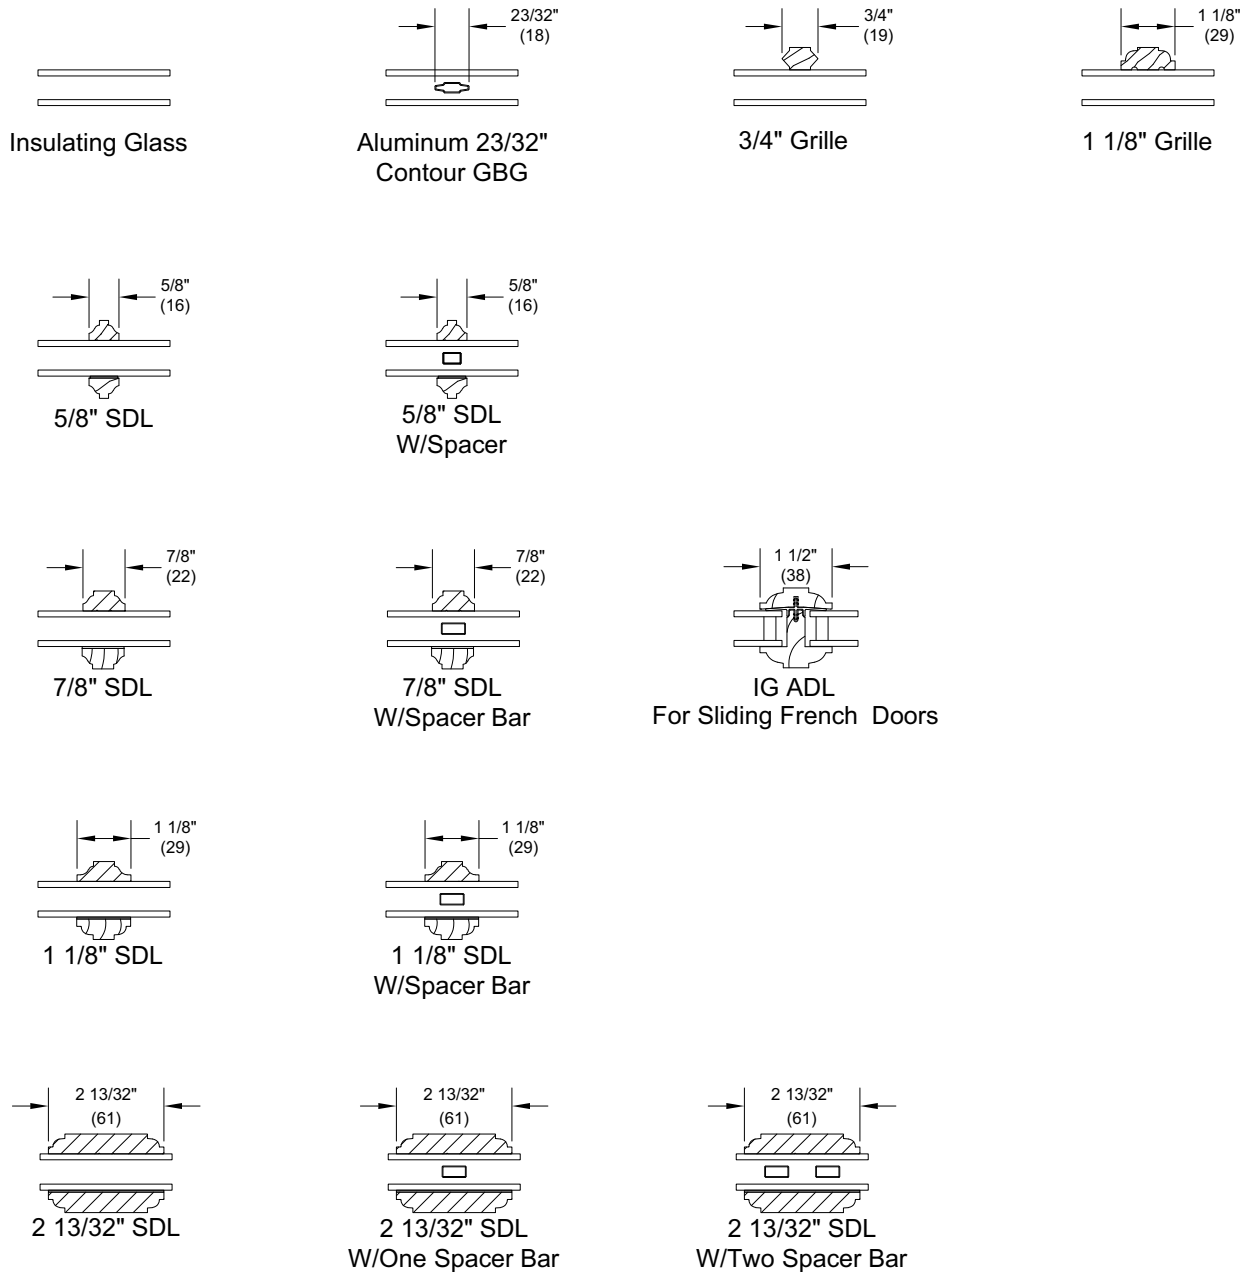 23/32"
(18)
3/4"
(19)
1 1/8"
(29)
Insulating Glass
Aluminum 23/32"
Contour GBG
3/4" Grille
1 1/8" Grille
5/8"
(16)
5/8"
(16)
5/8" SDL
5/8" SDL
W/Spacer
7/8"
(22)
7/8"
(22)
1 1/2"
(38)
7/8" SDL
7/8" SDL
W/Spacer Bar
IG ADL
For Sliding French  Doors
1 1/8"
(29)
1 1/8"
(29)
1 1/8" SDL
1 1/8" SDL
W/Spacer Bar
2 13/32"
(61)
2 13/32"
(61)
2 13/32"
(61)
2 13/32" SDL
2 13/32" SDL
W/One Spacer Bar
2 13/32" SDL
W/Two Spacer Bar